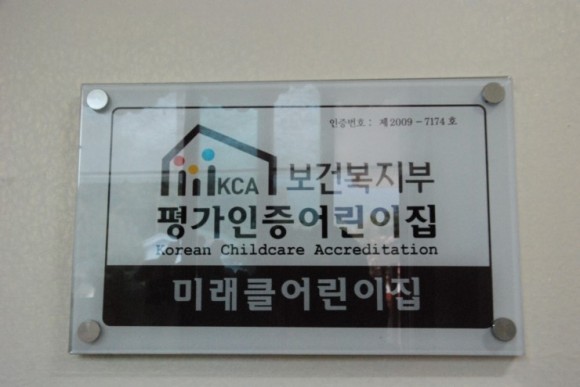 인증번호 : 제 2009 - 7174 호
KCA 보건복지부
평가인증어린이집
Korean Childcare Accreditation
미래클어린이집